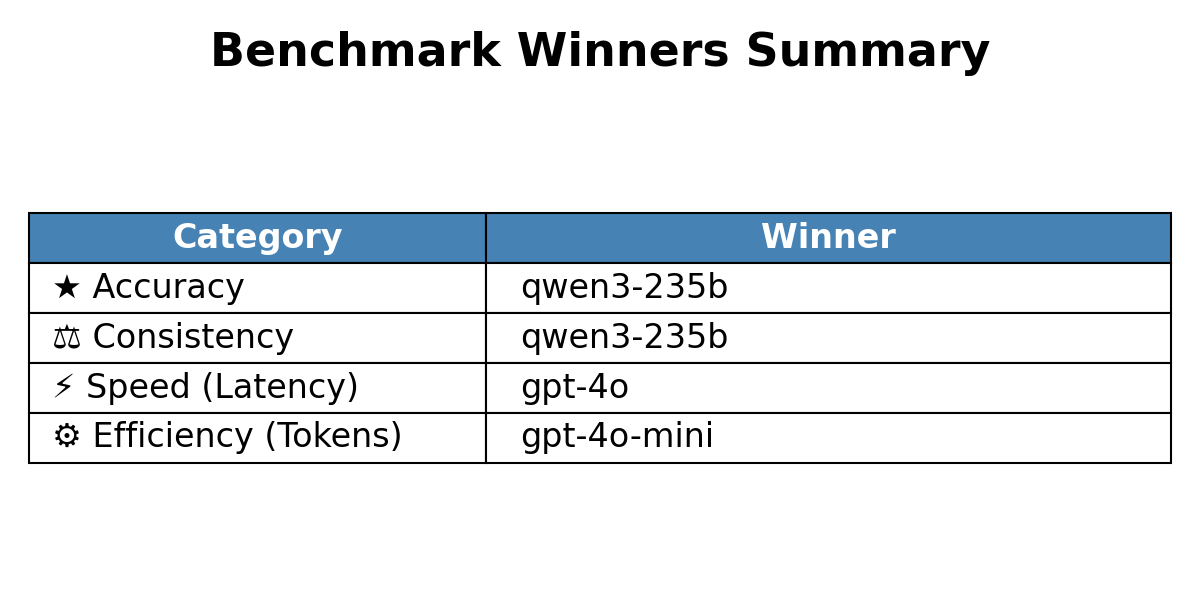 Benchmark Winners Summary
Category Winner
★ Accuracy qwen3-235b
⚖ Consistency qwen3-235b
⚡ Speed (Latency) gpt-4o
⚙ Efficiency (Tokens) gpt-4o-mini